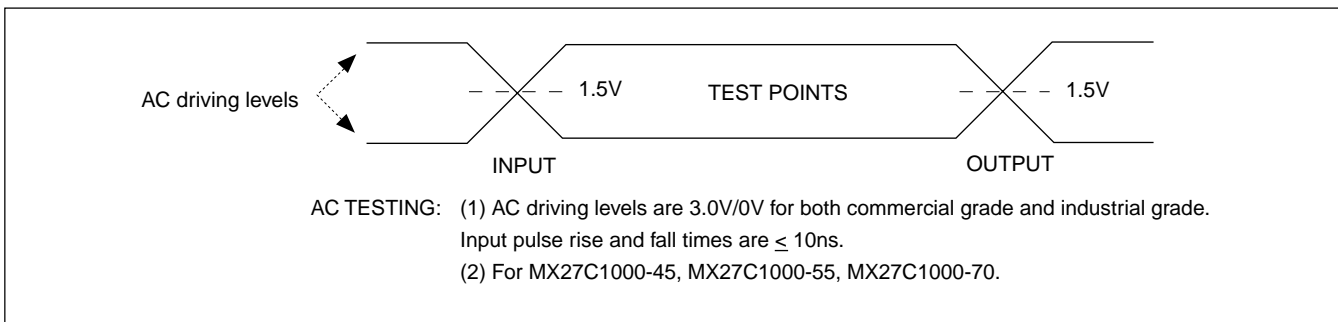 AC driving levels
1.5V
TEST POINTS
1.5V
INPUT
OUTPUT
AC TESTING: (1) AC driving levels are 3.0V/0V for both commercial grade and industrial grade.
Input pulse rise and fall times are ≤ 10ns.
(2) For MX27C1000-45, MX27C1000-55, MX27C1000-70.